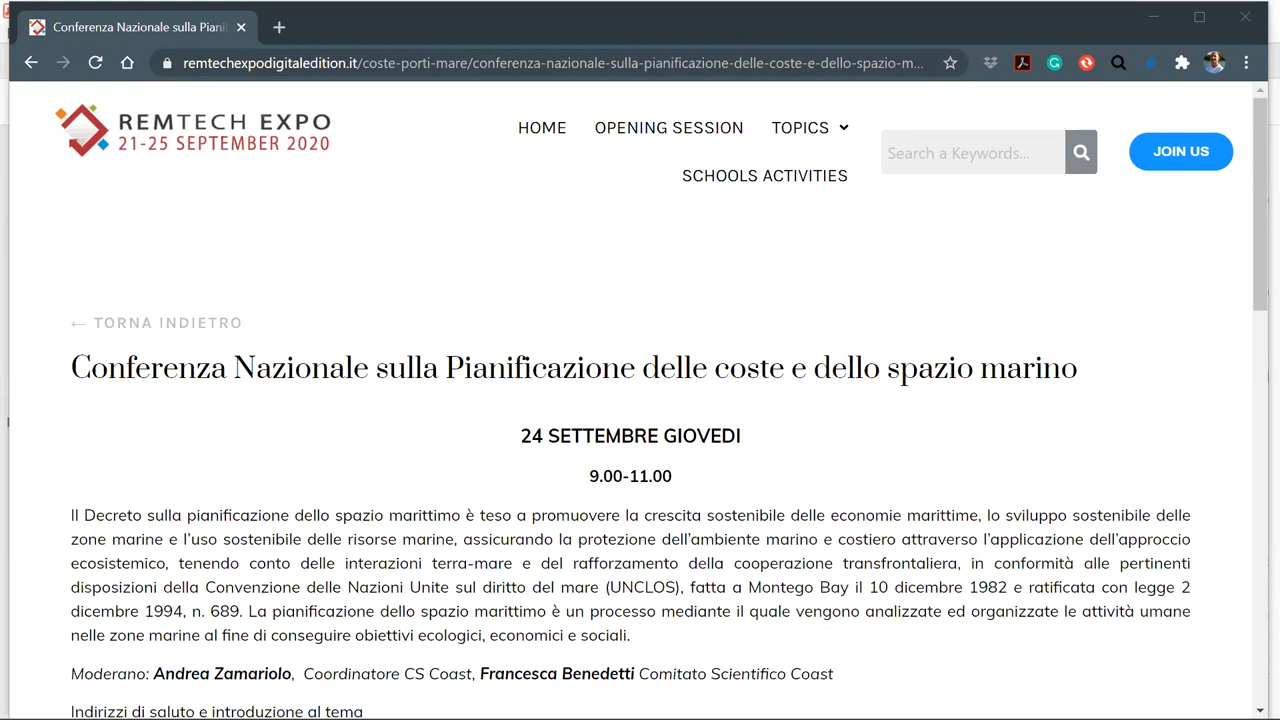 Conferenza Nazionale sulla Piani
remtechexpodigitaledition.it/coste-porti-mare/conferenza-nazionale-sulla-pianificazione-delle-coste-e-dello-spazio-m...
REMTECH EXPO
21-25 SEPTEMBER 2020
HOME OPENING SESSION TOPICS
SCHOOLS ACTIVITIES
Search a Keywords...
JOIN US
← TORNA INDIETRO
Conferenza Nazionale sulla Pianificazione delle coste e dello spazio marino
24 SETTEMBRE GIOVEDI
9.00-11.00
Il Decreto sulla pianificazione dello spazio marittimo è teso a promuovere la crescita sostenibile delle economie marittime, lo sviluppo sostenibile delle
zone marine e l'uso sostenibile delle risorse marine, assicurando la protezione dell'ambiente marino e costiero attraverso l'applicazione dell'approccio
ecosistemico, tenendo conto delle interazioni terra-mare e del rafforzamento della cooperazione transfrontaliera, in conformità alle pertinenti
disposizioni della Convenzione delle Nazioni Unite sul diritto del mare (UNCLOS), fatta a Montego Bay il 10 dicembre 1982 e ratificata con legge 2
dicembre 1994, n. 689. La pianificazione dello spazio marittimo è un processo mediante il quale vengono analizzate ed organizzate le attività umane
nelle zone marine al fine di conseguire obiettivi ecologici, economici e sociali.
Moderano: Andrea Zamariolo, Coordinatore CS Coast, Francesca Benedetti Comitato Scientifico Coast
Indirizzi di saluto e introduzione al tema